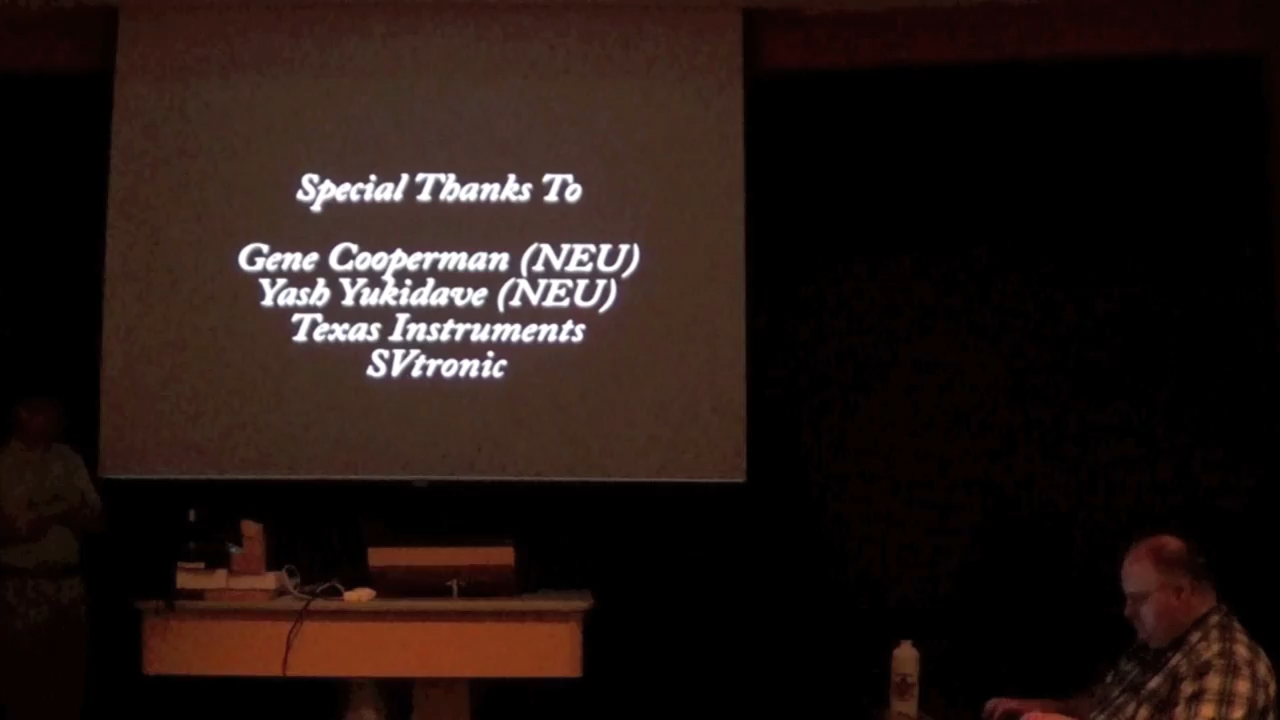 Special Thanks To
Gene Cooperman (NEU)
Yash Yukidave (NEU)
Texas Instruments
SVtronic